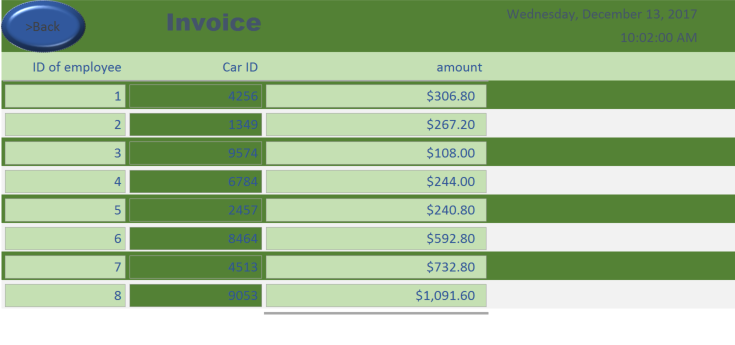 >Back
Invoice
Wednesday, December 13, 2017
10:02:00 AM
ID of employee Car ID amount
1 4256 $306.80
2 1349 $267.20
3 9574 $108.00
4 6784 $244.00
5 2457 $240.80
6 8464 $592.80
7 4513 $732.80
8 9053 $1,091.60